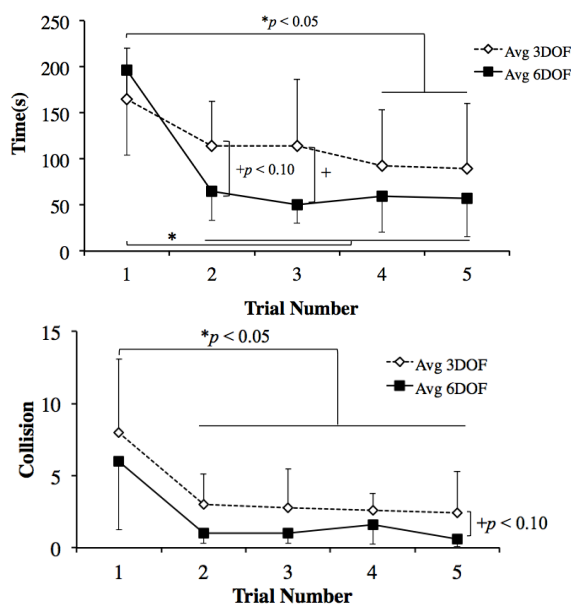 *p < 0.05
250
200
150
100
50
0
Time(s)
Avg 3DOF
Avg 6DOF
+p < 0.10
+
*
1 2 3 4 5
Trial Number
*p < 0.05
15
10
5
0
Collision
Avg 3DOF
Avg 6DOF
+p < 0.10
1 2 3 4 5
Trial Number